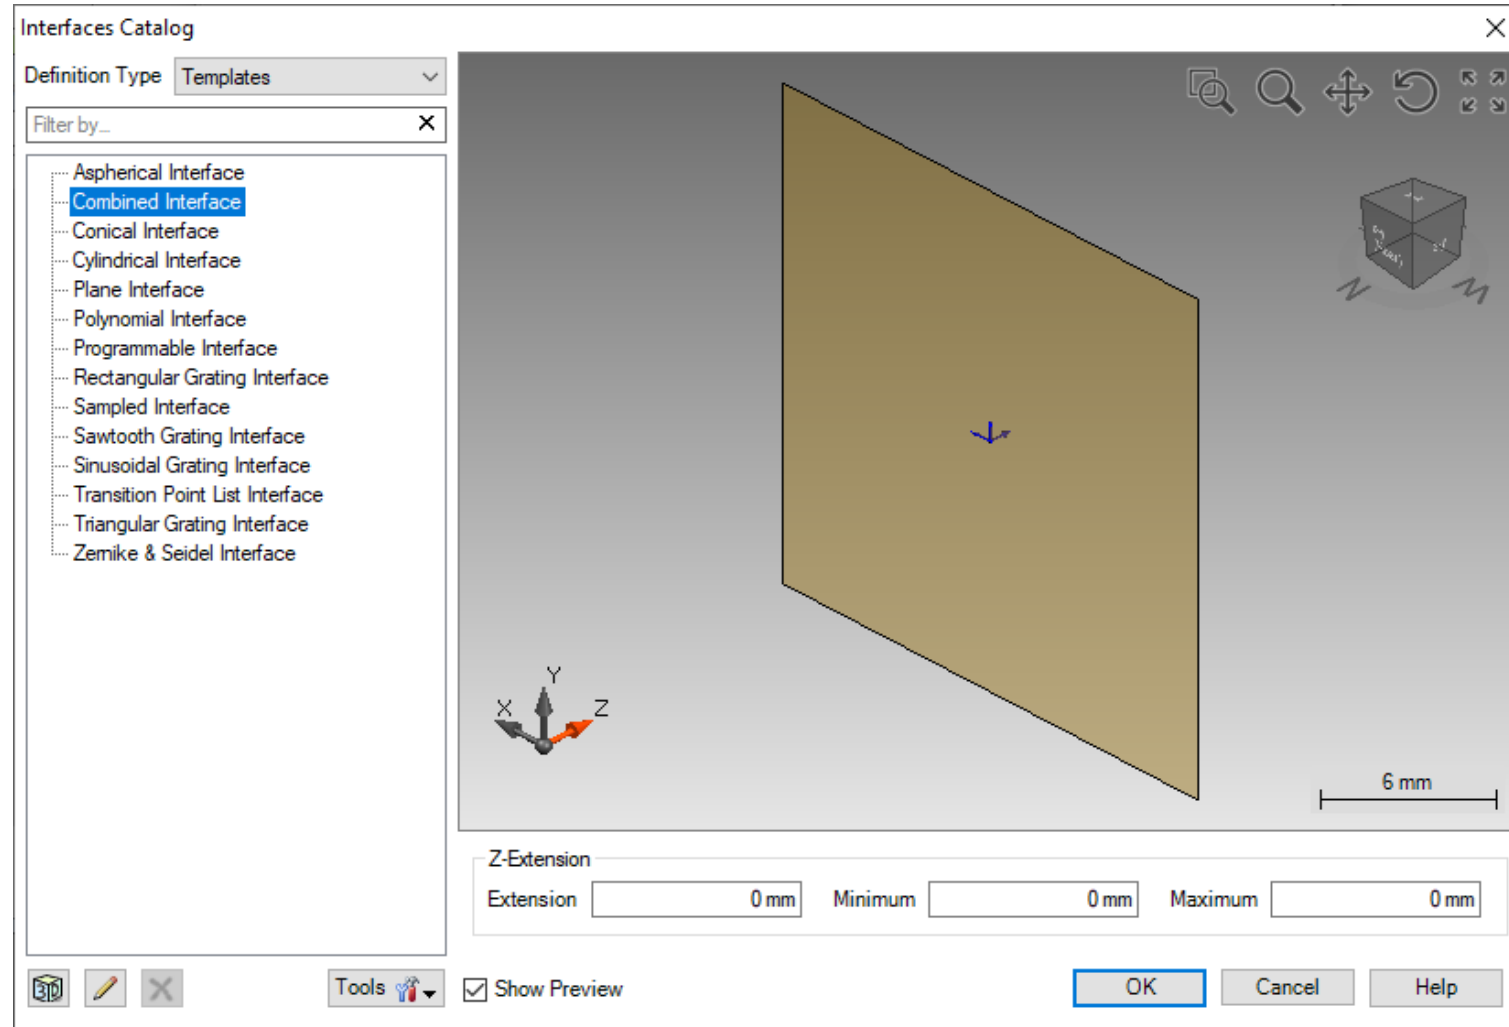 Interfaces Catalog
Definition Type Templates
Filter by...
Aspherical Interface
Combined Interface
Conical Interface
Cylindrical Interface
Plane Interface
Polynomial Interface
Programmable Interface
Rectangular Grating Interface
Sampled Interface
Sawtooth Grating Interface
Sinusoidal Grating Interface
Transition Point List Interface
Triangular Grating Interface
Zernike & Seidel Interface
Y
X Z
6 mm
Z-Extension
Extension 0 mm Minimum 0 mm Maximum 0 mm
3D Tools Show Preview OK Cancel Help